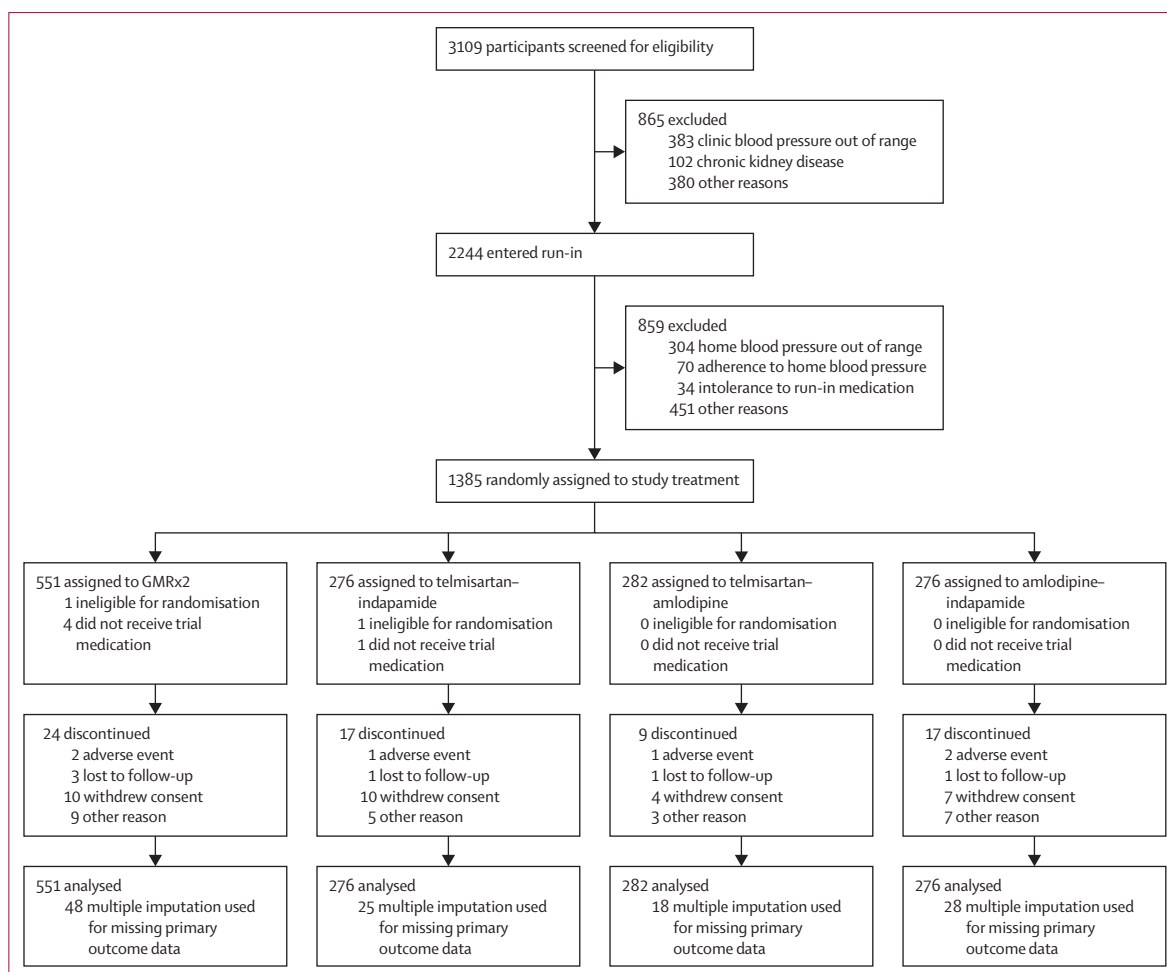 3109 participants screened for eligibility
865 excluded
383 clinic blood pressure out of range
102 chronic kidney disease
380 other reasons
2244 entered run-in
859 excluded
304 home blood pressure out of range
70 adherence to home blood pressure
34 intolerance to run-in medication
451 other reasons
1385 randomly assigned to study treatment
551 assigned to GMRx2
1 ineligible for randomisation
4 did not receive trial
medication
276 assigned to telmisartan–
indapamide
1 ineligible for randomisation
1 did not receive trial
medication
282 assigned to telmisartan–
amlodipine
0 ineligible for randomisation
0 did not receive trial
medication
276 assigned to amlodipine–
indapamide
0 ineligible for randomisation
0 did not receive trial
medication
24 discontinued
2 adverse event
3 lost to follow-up
10 withdrew consent
9 other reason
17 discontinued
1 adverse event
1 lost to follow-up
10 withdrew consent
5 other reason
9 discontinued
1 adverse event
1 lost to follow-up
4 withdrew consent
3 other reason
17 discontinued
2 adverse event
1 lost to follow-up
7 withdrew consent
7 other reason
551 analysed
48 multiple imputation used
for missing primary
outcome data
276 analysed
25 multiple imputation used
for missing primary
outcome data
282 analysed
18 multiple imputation used
for missing primary
outcome data
276 analysed
28 multiple imputation used
for missing primary
outcome data